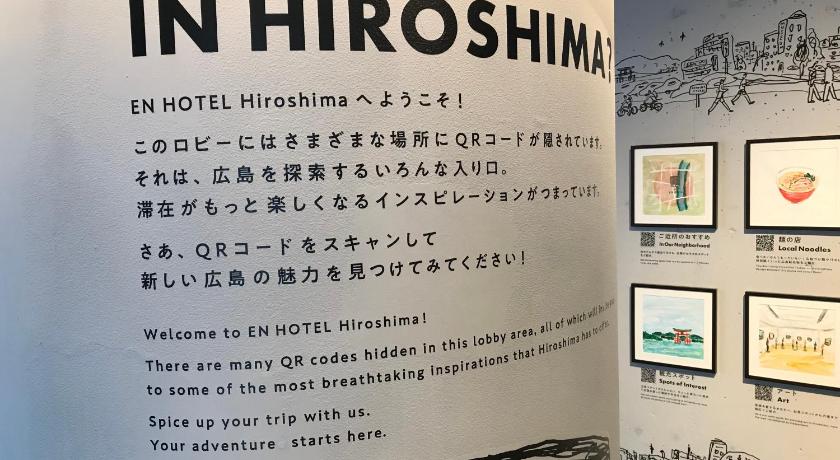 IN HIROSHIMA?
EN HOTEL Hiroshima へようこそ！
このロビーにはさまざまな場所にQRコードが隠されています。
それは、広島を探索するいろんな入り口。
滞在がもっと楽しくなるインスピレーションがつまっています。
さあ、QRコードをスキャンして
新しい広島の魅力を見つけてみてください！
Welcome to EN HOTEL Hiroshima!
There are many QR codes hidden in this lobby area, all of which will
to some of the most breathtaking inspirations that Hiroshima has to offer.
Spice up your trip with us.
Your adventure starts here.
ご近所のおすすめ
In Our Neighborhood
麺の店
Local Noodles
観光スポット
Spots of Interest
アート
Art